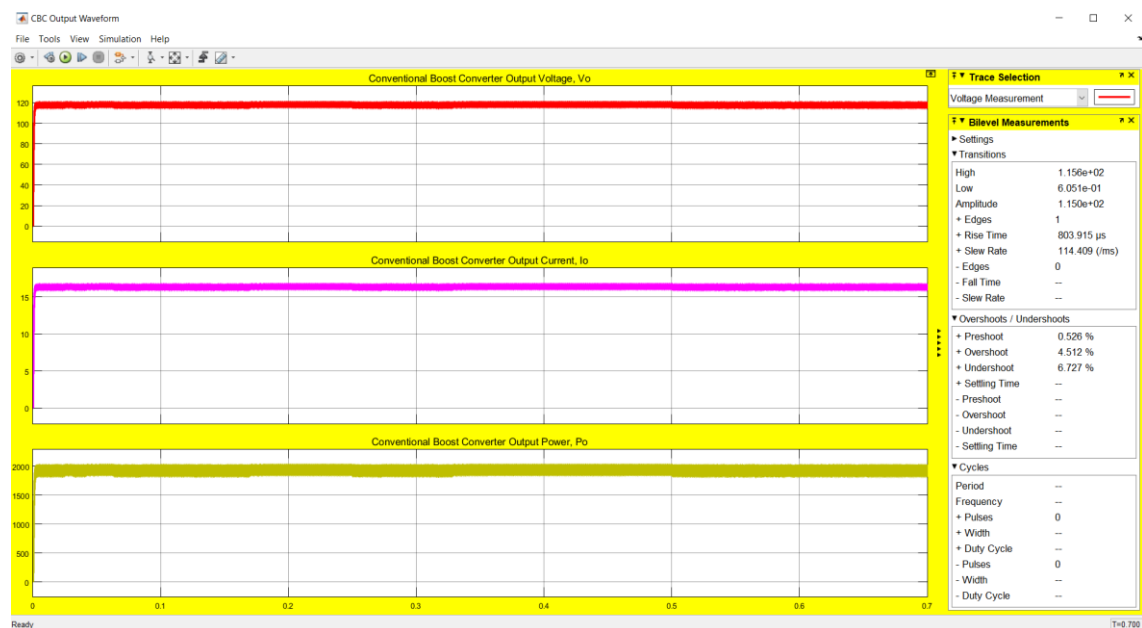 CBC Output Waveform
File Tools View Simulation Help
Conventional Boost Converter Output Voltage, Vo
120
100
80
60
40
20
0
Conventional Boost Converter Output Current, Io
15
10
5
0
Conventional Boost Converter Output Power, Po
2000
1500
1000
500
0
0 0.1 0.2 0.3 0.4 0.5 0.6 0.7
Ready
T=0.700
Trace Selection
Voltage Measurement
Bilevel Measurements
Settings
Transitions
High 1.156e+02
Low 6.051e-01
Amplitude 1.150e+02
+ Edges 1
+ Rise Time 803.915 µs
+ Slew Rate 114.409 (/ms)
- Edges 0
- Fall Time --
- Slew Rate --
Overshoots / Undershoots
+ Preshoot 0.526 %
+ Overshoot 4.512 %
+ Undershoot 6.727 %
+ Settling Time --
- Preshoot --
- Overshoot --
- Undershoot --
- Settling Time --
Cycles
Period --
Frequency --
+ Pulses 0
+ Width --
+ Duty Cycle --
- Pulses 0
- Width --
- Duty Cycle --